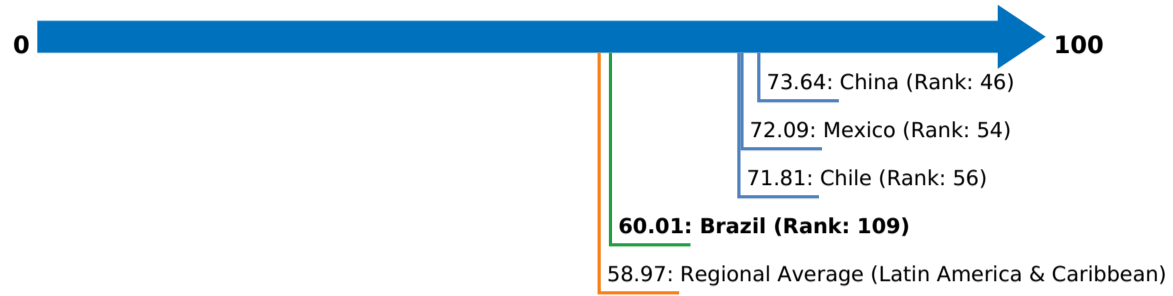 0
100
73.64: China (Rank: 46)
72.09: Mexico (Rank: 54)
71.81: Chile (Rank: 56)
60.01: Brazil (Rank: 109)
58.97: Regional Average (Latin America & Caribbean)